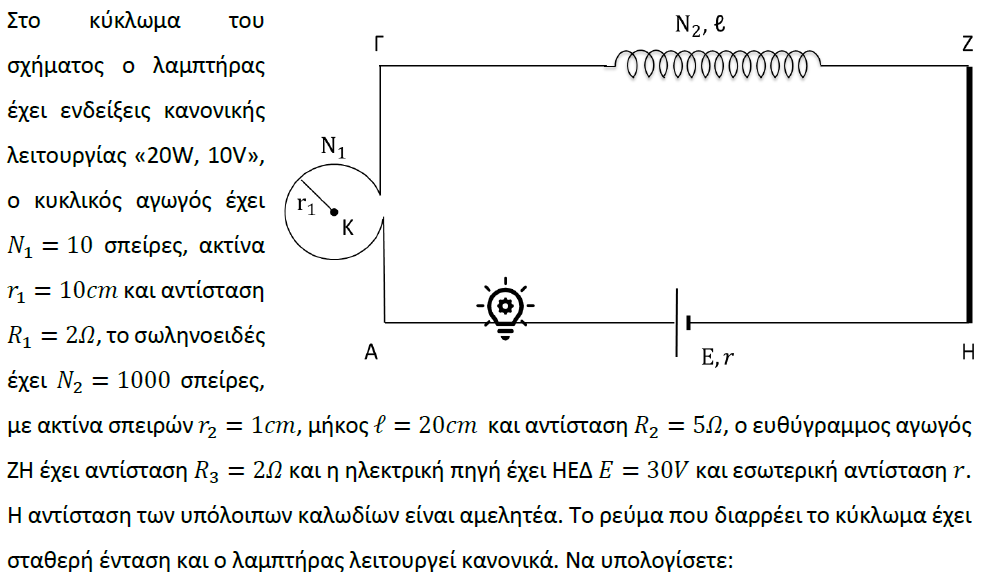 Στο κύκλωμα του
σχήματος ο λαμπτήρας
έχει ενδείξεις κανονικής
λειτουργίας «20W, 10V»,
ο κυκλικός αγωγός έχει
N₁ = 10 σπείρες, ακτίνα
r₁ = 10cm και αντίσταση
R₁ = 2Ω, το σωληνοειδές
έχει N₂ = 1000 σπείρες,
με ακτίνα σπειρών r₂ = 1cm, μήκος ℓ = 20cm και αντίσταση R₂ = 5Ω, ο ευθύγραμμος αγωγός
ΖΗ έχει αντίσταση R₃ = 2Ω και η ηλεκτρική πηγή έχει ΗΕΔ E = 30V και εσωτερική αντίσταση r.
Η αντίσταση των υπόλοιπων καλωδίων είναι αμελητέα. Το ρεύμα που διαρρέει το κύκλωμα έχει
σταθερή ένταση και ο λαμπτήρας λειτουργεί κανονικά. Να υπολογίσετε:
N₂, ℓ
Γ
Ζ
N₁
r₁
Κ
Α
E, r
Η